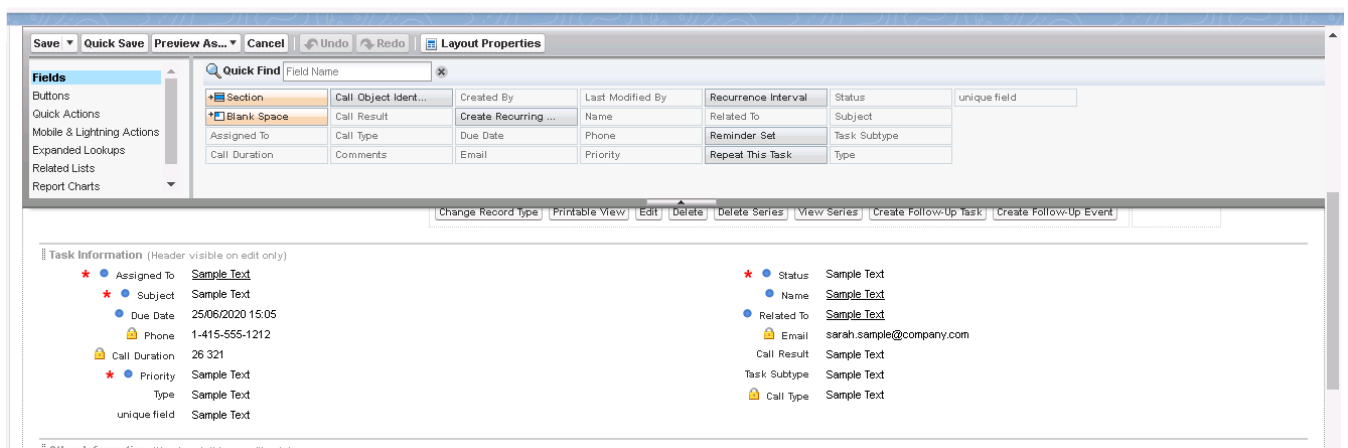 Save Quick Save Preview As... Cancel Undo Redo Layout Properties
Fields
Buttons
Quick Actions
Mobile & Lightning Actions
Expanded Lookups
Related Lists
Report Charts
Quick Find Field Name
Section Call Object Ident... Created By Last Modified By Recurrence Interval Status unique field
Blank Space Call Result Create Recurring ... Name Related To Subject
Assigned To Call Type Due Date Phone Reminder Set Task Subtype
Call Duration Comments Email Priority Repeat This Task Type
Change Record Type Printable View Edit Delete Delete Series View Series Create Follow-Up Task Create Follow-Up Event
Task Information (Header visible on edit only)
* Assigned To Sample Text
* Subject Sample Text
Due Date 25/06/2020 15:05
Phone 1-415-555-1212
Call Duration 26 321
* Priority Sample Text
Type Sample Text
unique field Sample Text
* Status Sample Text
Name Sample Text
Related To Sample Text
Email sarah.sample@company.com
Call Result Sample Text
Task Subtype Sample Text
Call Type Sample Text